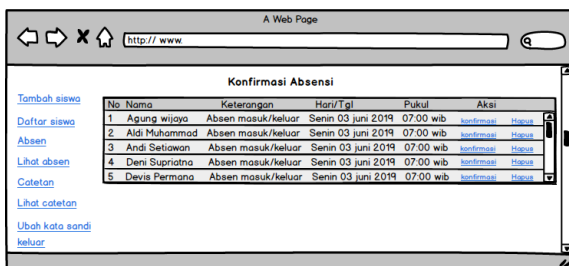 A Web Page
http:// www.
Konfirmasi Absensi
Tambah siswa
Daftar siswa
Absen
Lihat absen
Catetan
Lihat catetan
Ubah kata sandi
keluar
No Nama Keterangan Hari/Tgl Pukul Aksi
1 Agung wijaya Absen masuk/keluar Senin 03 juni 2019 07:00 wib konfirmasi Hapus
2 Aldi Muhammad Absen masuk/keluar Senin 03 juni 2019 07:00 wib konfirmasi Hapus
3 Andi Setiawan Absen masuk/keluar Senin 03 juni 2019 07:00 wib konfirmasi Hapus
4 Deni Supriatna Absen masuk/keluar Senin 03 juni 2019 07:00 wib konfirmasi Hapus
5 Devis Permana Absen masuk/keluar Senin 03 juni 2019 07:00 wib konfirmasi Hapus